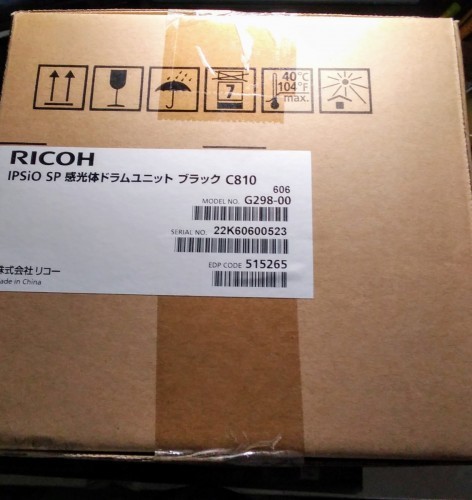 7
40°C
104°F
max.
RICOH
IPSiO SP 感光体ドラムユニット ブラック C810
606
MODEL NO. G298-00
SERIAL NO. 22K60600523
EDP CODE 515265
株式会社リコー
Made in China